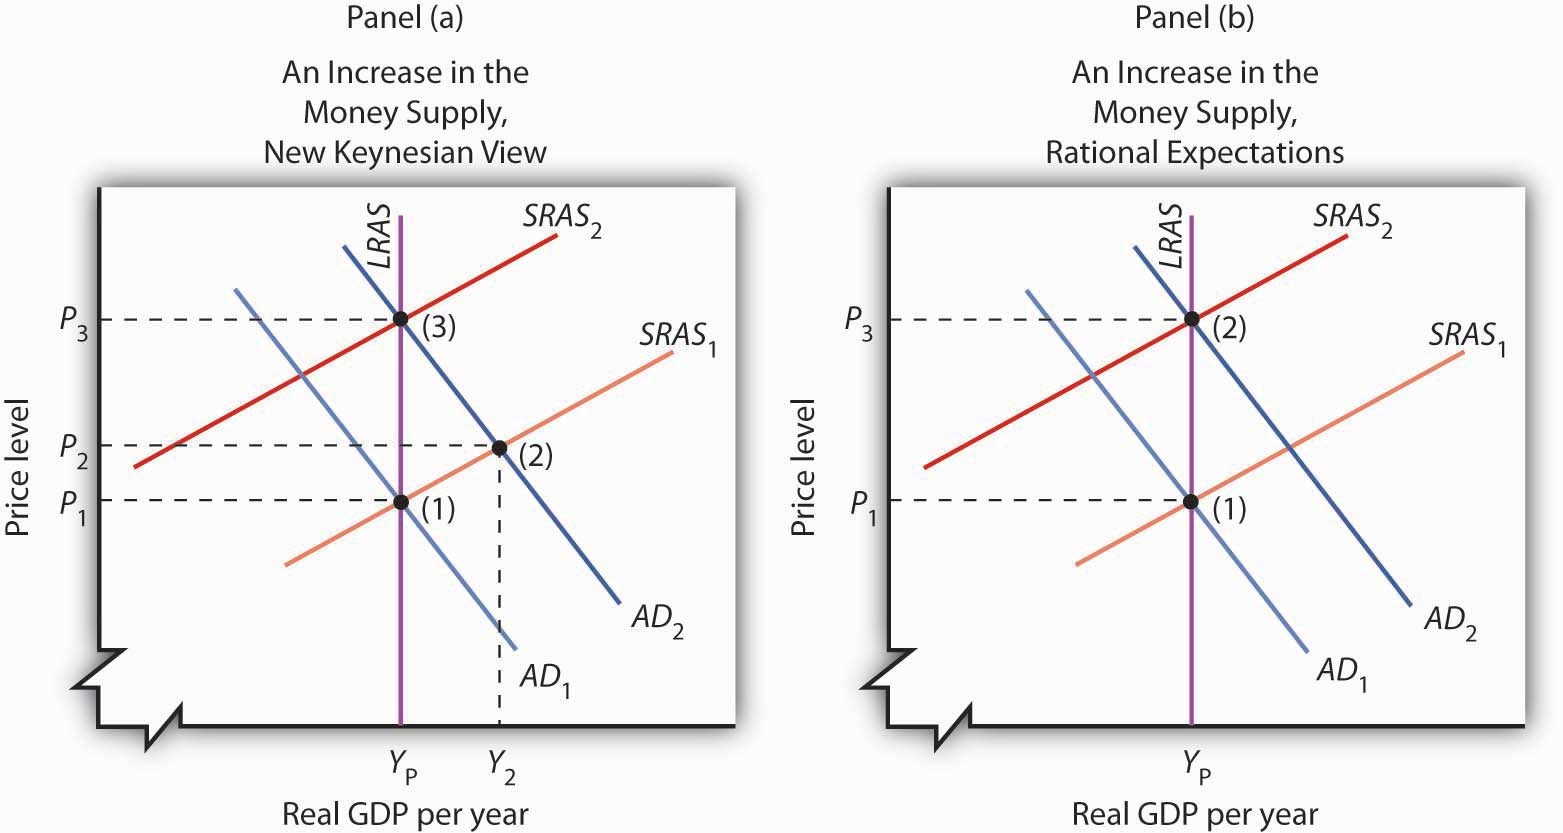 Panel (a)
An Increase in the
Money Supply,
New Keynesian View
LRAS
SRAS2
SRAS1
P3
(3)
P2
(2)
P1
(1)
Price level
AD2
AD1
YP
Y2
Real GDP per year
Panel (b)
An Increase in the
Money Supply,
Rational Expectations
LRAS
SRAS2
SRAS1
P3
(2)
P1
(1)
Price level
AD2
AD1
YP
Real GDP per year